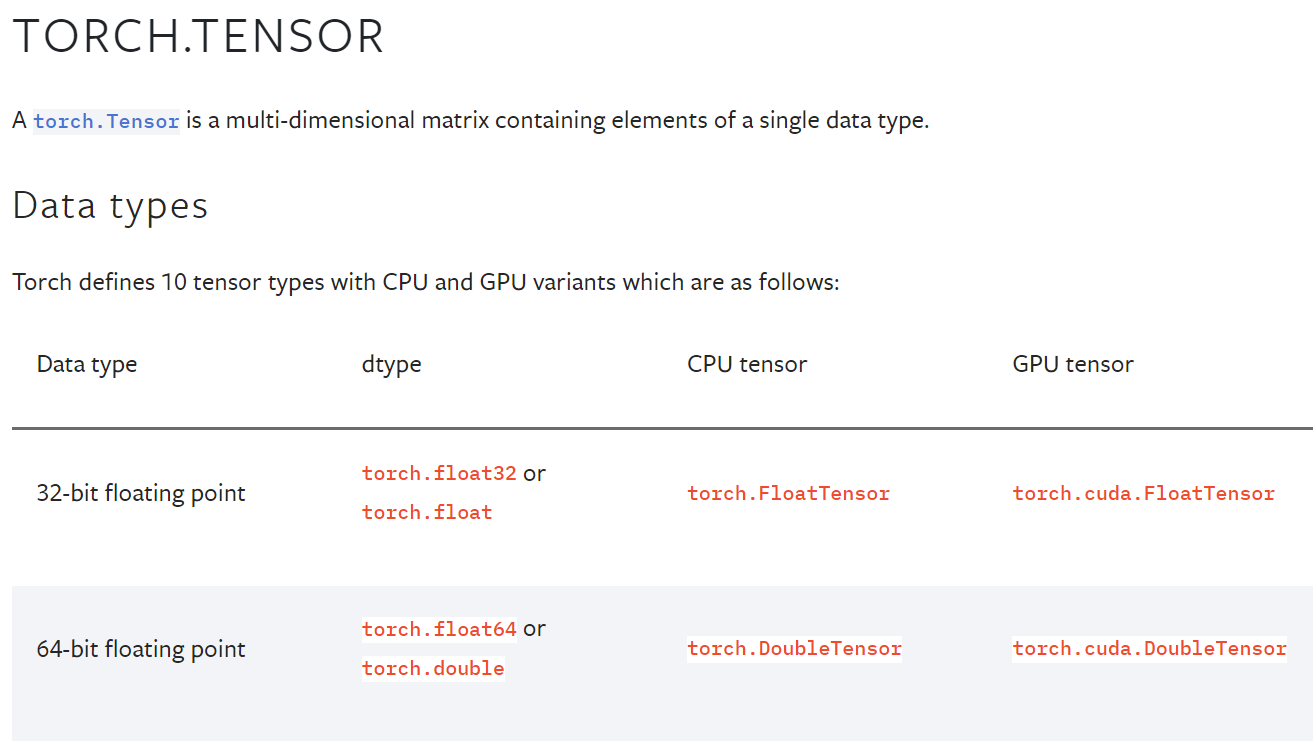 TORCH.TENSOR
A torch.Tensor is a multi-dimensional matrix containing elements of a single data type.
Data types
Torch defines 10 tensor types with CPU and GPU variants which are as follows:
Data type dtype CPU tensor GPU tensor
32-bit floating point torch.float32 or torch.FloatTensor torch.cuda.FloatTensor
torch.float
64-bit floating point torch.float64 or torch.DoubleTensor torch.cuda.DoubleTensor
torch.double